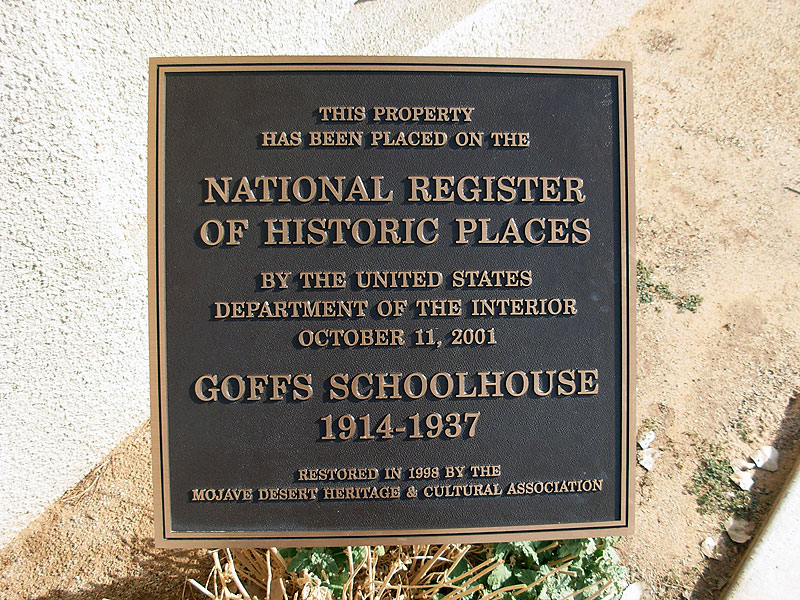 THIS PROPERTY
HAS BEEN PLACED ON THE
NATIONAL REGISTER
OF HISTORIC PLACES
BY THE UNITED STATES
DEPARTMENT OF THE INTERIOR
OCTOBER 11, 2001
GOFFS SCHOOLHOUSE
1914-1937
RESTORED IN 1998 BY THE
MOJAVE DESERT HERITAGE & CULTURAL ASSOCIATION